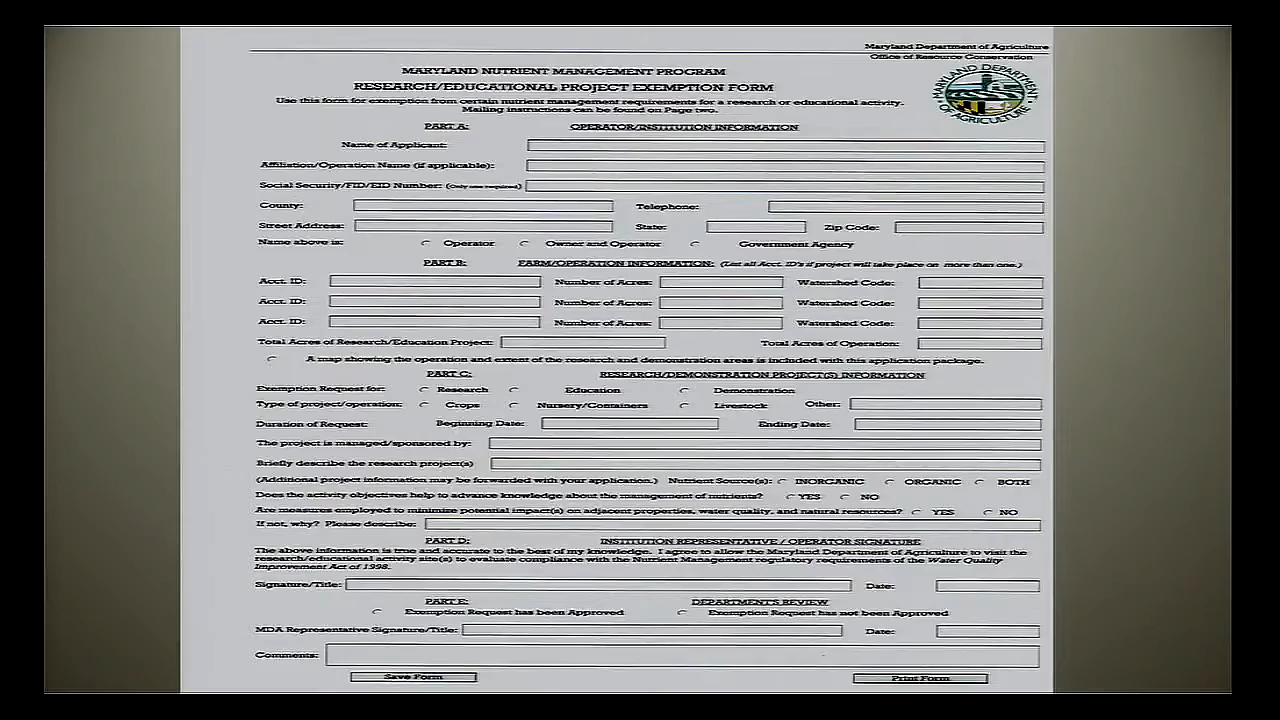 Maryland Department of Agriculture
Office of Resource Conservation
MARYLAND NUTRIENT MANAGEMENT PROGRAM
RESEARCH/EDUCATIONAL PROJECT EXEMPTION FORM
Use this form for exemption from certain nutrient management requirements for a research or educational activity.
Mailing instructions can be found on Page two.
MARYLAND DEPARTMENT OF AGRICULTURE
PART A: OPERATOR/INSTITUTION INFORMATION
Name of Applicant:
Affiliation/Operation Name (if applicable):
Social Security/FID/EID Number: (Only one required)
County: Telephone:
Street Address: State: Zip Code:
Name above is: Operator Owner and Operator Government Agency
PART B: FARM/OPERATION INFORMATION: (List all Acct. ID's if project will take place on more than one.)
Acct. ID: Number of Acres: Watershed Code:
Acct. ID: Number of Acres: Watershed Code:
Acct. ID: Number of Acres: Watershed Code:
Total Acres of Research/Education Project: Total Acres of Operation:
A map showing the operation and extent of the research and demonstration areas is included with this application package.
PART C: RESEARCH/DEMONSTRATION PROJECT(S) INFORMATION
Exemption Request for: Research Education Demonstration
Type of project/operation: Crops Nursery/Containers Livestock Other:
Duration of Request: Beginning Date: Ending Date:
The project is managed/sponsored by:
Briefly describe the research project(s)
(Additional project information may be forwarded with your application.) Nutrient Source(s): INORGANIC ORGANIC BOTH
Does the activity objectives help to advance knowledge about the management of nutrients? YES NO
Are measures employed to minimize potential impact(s) on adjacent properties, water quality, and natural resources? YES NO
If not, why? Please describe:
PART D: INSTITUTION REPRESENTATIVE / OPERATOR SIGNATURE
The above information is true and accurate to the best of my knowledge. I agree to allow the Maryland Department of Agriculture to visit the
research/educational activity site(s) to evaluate compliance with the Nutrient Management regulatory requirements of the Water Quality
Improvement Act of 1998.
Signature/Title: Date:
PART E: DEPARTMENTS REVIEW
Exemption Request has been Approved Exemption Request has not been Approved
MDA Representative Signature/Title: Date:
Comments:
Save Form Print Form